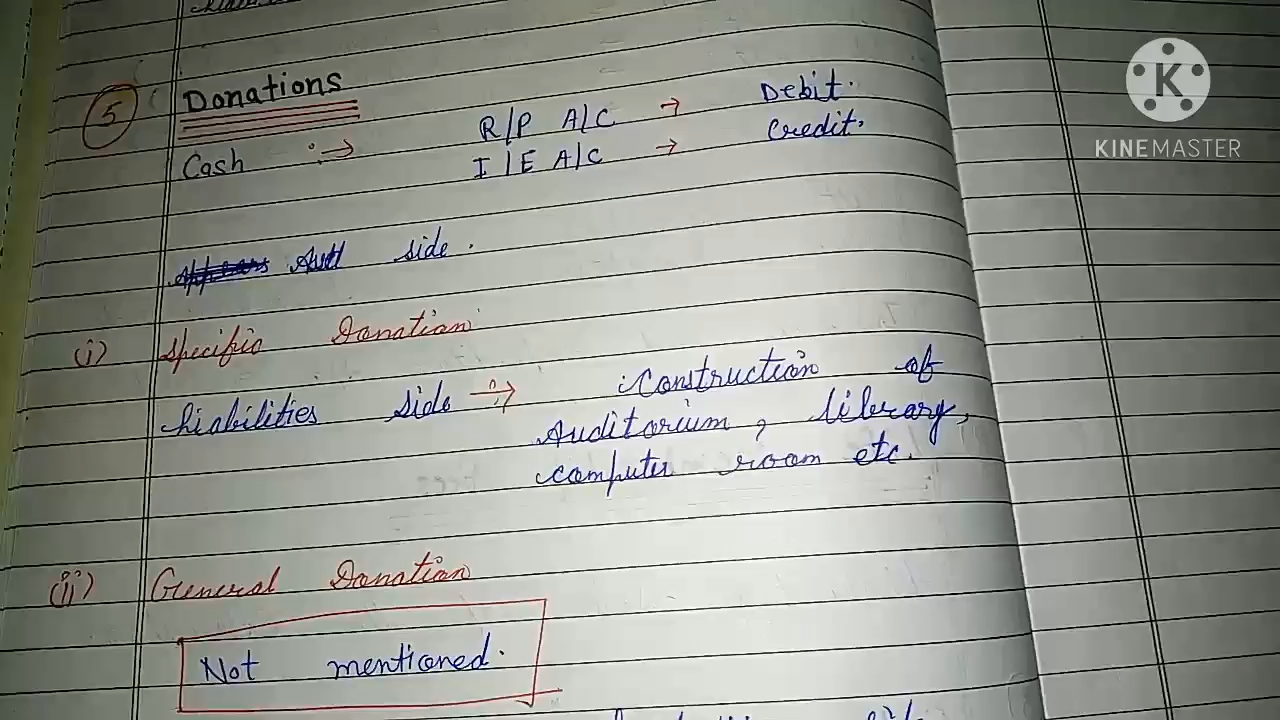 5 Donations
Cash :→ R/P A/C → Debit.
I/E A/C → Credit.
side.
(i) Specific Donation
Liabilities side :→ Construction of
Auditorium, library,
computer room etc.
(ii) General Donation
Not mentioned.
K
KINEMASTER